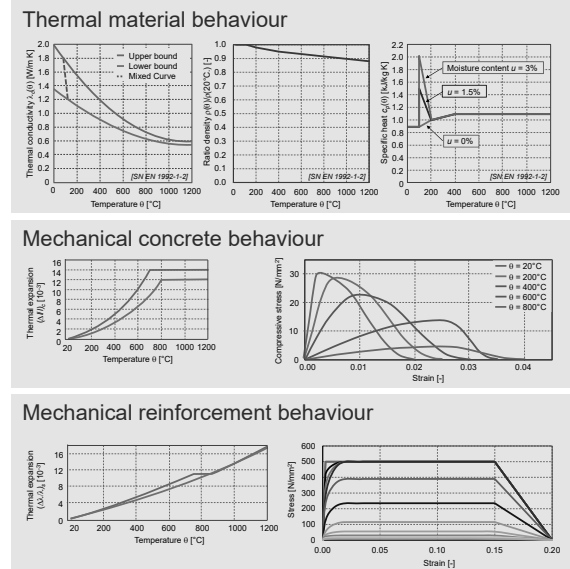 Thermal material behaviour
Thermal conductivity λc(θ) [W/m K]
2.0
1.8
1.6
1.4
1.2
1.0
0.8
0.6
0.4
0.2
0
Upper bound
Lower bound
Mixed Curve
[SN EN 1992-1-2]
0 200 400 600 800 1000 1200
Temperature θ [°C]
Ratio density ρ(θ)/ρ(20°C.) [-]
1.0
0.8
0.6
0.4
0.2
0.0
[SN EN 1992-1-2]
0 200 400 600 800 1000 1200
Temperature θ [°C]
Specific heat cp(θ) [kJ/kg K]
2.2
2.0
1.8
1.6
1.4
1.2
1.0
0.8
0.6
0.4
0.2
0
Moisture content u = 3%
u = 1.5%
u = 0%
[SN EN 1992-1-2]
0 200 400 600 800 1000 1200
Temperature θ [°C]
Mechanical concrete behaviour
Thermal expansion
(Δl/l)c [10-3]
16
14
12
10
8
6
4
2
0
20 200 400 600 800 1000 1200
Temperature θ [°C]
Compressive stress [N/mm²]
30
20
10
0
θ = 20°C
θ = 200°C
θ = 400°C
θ = 600°C
θ = 800°C
0.00 0.01 0.02 0.03 0.04
Strain [-]
Mechanical reinforcement behaviour
Thermal expansion
16
12
8
4
0
20 200 400 600 800 1000 1200
Temperature θ [°C]
Stress [N/mm²]
600
500
400
300
200
100
0
0.00 0.05 0.10 0.15 0.20
Strain [-]